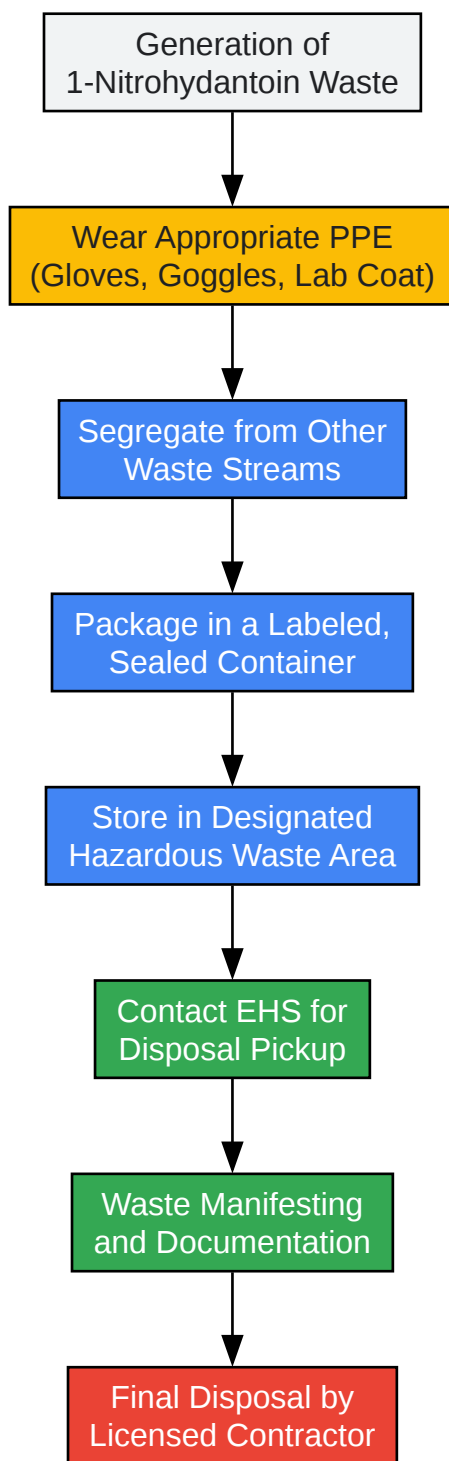 Generation of
1-Nitrohydantoin Waste
Wear Appropriate PPE
(Gloves, Goggles, Lab Coat)
Segregate from Other
Waste Streams
Package in a Labeled,
Sealed Container
Store in Designated
Hazardous Waste Area
Contact EHS for
Disposal Pickup
Waste Manifesting
and Documentation
Final Disposal by
Licensed Contractor